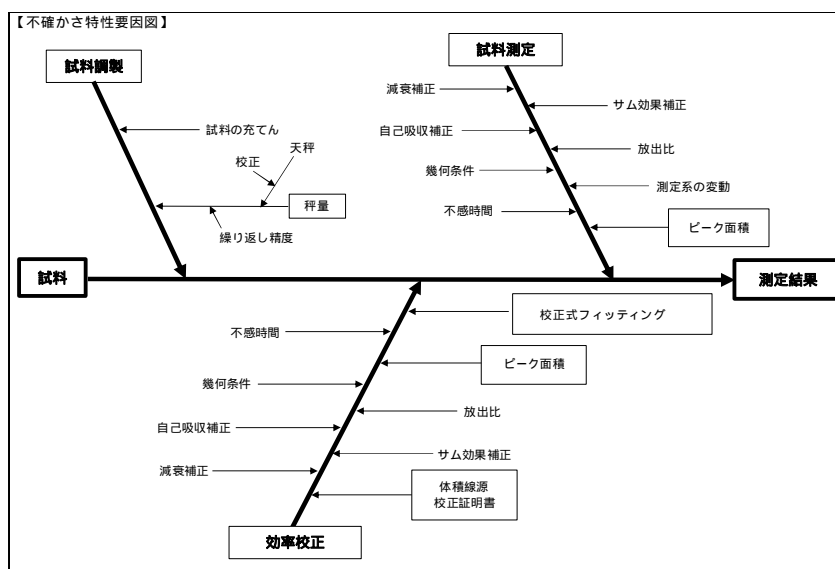 【不確かさ特性要因図】
試料調製
試料の充てん
天秤
校正
秤量
繰り返し精度
試料測定
減衰補正
サム効果補正
自己吸収補正
放出比
幾何条件
測定系の変動
不感時間
ピーク面積
試料
測定結果
校正式フィッティング
不感時間
ピーク面積
幾何条件
放出比
自己吸収補正
サム効果補正
減衰補正
体積線源
校正証明書
効率校正